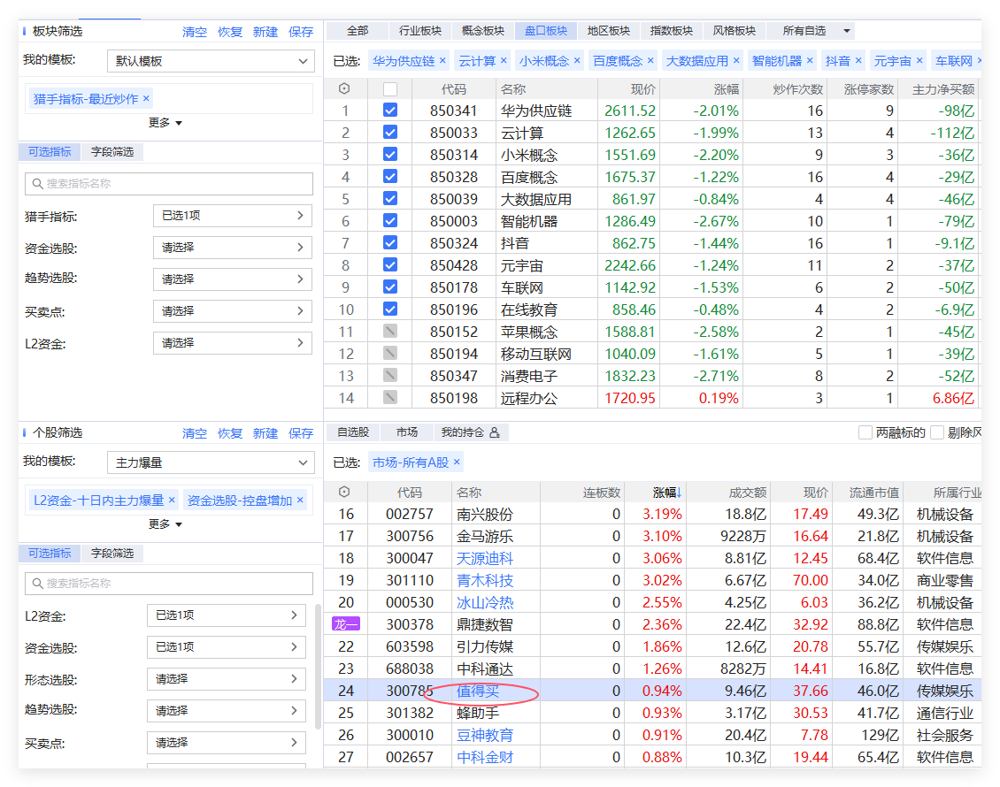 板块筛选 清空 恢复 新建 保存
我的模板: 默认模板
猎手指标-最近炒作 ×
更多
可选指标 字段筛选
搜索指标名称
猎手指标: 已选1项
资金选股: 请选择
趋势选股: 请选择
买卖点: 请选择
L2资金: 请选择
全部 行业板块 概念板块 盘口板块 地区板块 指数板块 风格板块 所有自选
已选: 华为供应链 × 云计算 × 小米概念 × 百度概念 × 大数据应用 × 智能机器 × 抖音 × 元宇宙 × 车联网 ×
代码 名称 现价 涨幅 炒作次数 涨停家数 主力净买额
1 850341 华为供应链 2611.52 -2.01% 16 9 -98亿
2 850033 云计算 1262.65 -1.99% 13 4 -112亿
3 850314 小米概念 1551.69 -2.20% 9 3 -36亿
4 850328 百度概念 1675.37 -1.22% 16 4 -29亿
5 850039 大数据应用 861.97 -0.84% 4 4 -46亿
6 850003 智能机器 1286.49 -2.67% 10 1 -79亿
7 850324 抖音 862.75 -1.44% 16 1 -9.1亿
8 850428 元宇宙 2242.66 -1.24% 11 2 -37亿
9 850178 车联网 1142.92 -1.53% 6 2 -50亿
10 850196 在线教育 858.46 -0.48% 4 2 -6.9亿
11 850152 苹果概念 1588.81 -2.58% 2 1 -45亿
12 850194 移动互联网 1040.09 -1.61% 5 1 -39亿
13 850347 消费电子 1832.23 -2.71% 8 2 -52亿
14 850198 远程办公 1720.95 0.19% 3 1 6.86亿
个股筛选 清空 恢复 新建 保存
我的模板: 主力爆量
L2资金-十日内主力爆量 × 资金选股-控盘增加 ×
更多
可选指标 字段筛选
搜索指标名称
L2资金: 已选1项
资金选股: 已选1项
形态选股: 请选择
趋势选股: 请选择
买卖点: 请选择
自选股 市场 我的持仓 两融标的 剔除风
已选: 市场-所有A股 ×
代码 名称 连板数 涨幅↓ 成交额 现价 流通市值 所属行业
16 002757 南兴股份 0 3.19% 18.8亿 17.49 49.3亿 机械设备
17 300756 金马游乐 0 3.10% 9228万 16.64 21.8亿 机械设备
18 300047 天源迪科 0 3.06% 8.81亿 12.45 68.4亿 软件信息
19 301110 青木科技 0 3.02% 6.67亿 70.00 34.0亿 商业零售
20 000530 冰山冷热 0 2.55% 4.25亿 6.03 36.2亿 机械设备
龙一 300378 鼎捷数智 0 2.36% 22.4亿 32.92 88.8亿 软件信息
22 603598 引力传媒 0 1.86% 12.6亿 20.78 55.7亿 传媒娱乐
23 688038 中科通达 0 1.26% 8282万 14.41 16.8亿 软件信息
24 300785 值得买 0 0.94% 9.46亿 37.66 46.0亿 传媒娱乐
25 301382 蜂助手 0 0.93% 3.17亿 30.53 41.7亿 通信行业
26 300010 豆神教育 0 0.91% 20.4亿 7.78 129亿 社会服务
27 002657 中科金财 0 0.88% 10.3亿 19.44 65.4亿 软件信息